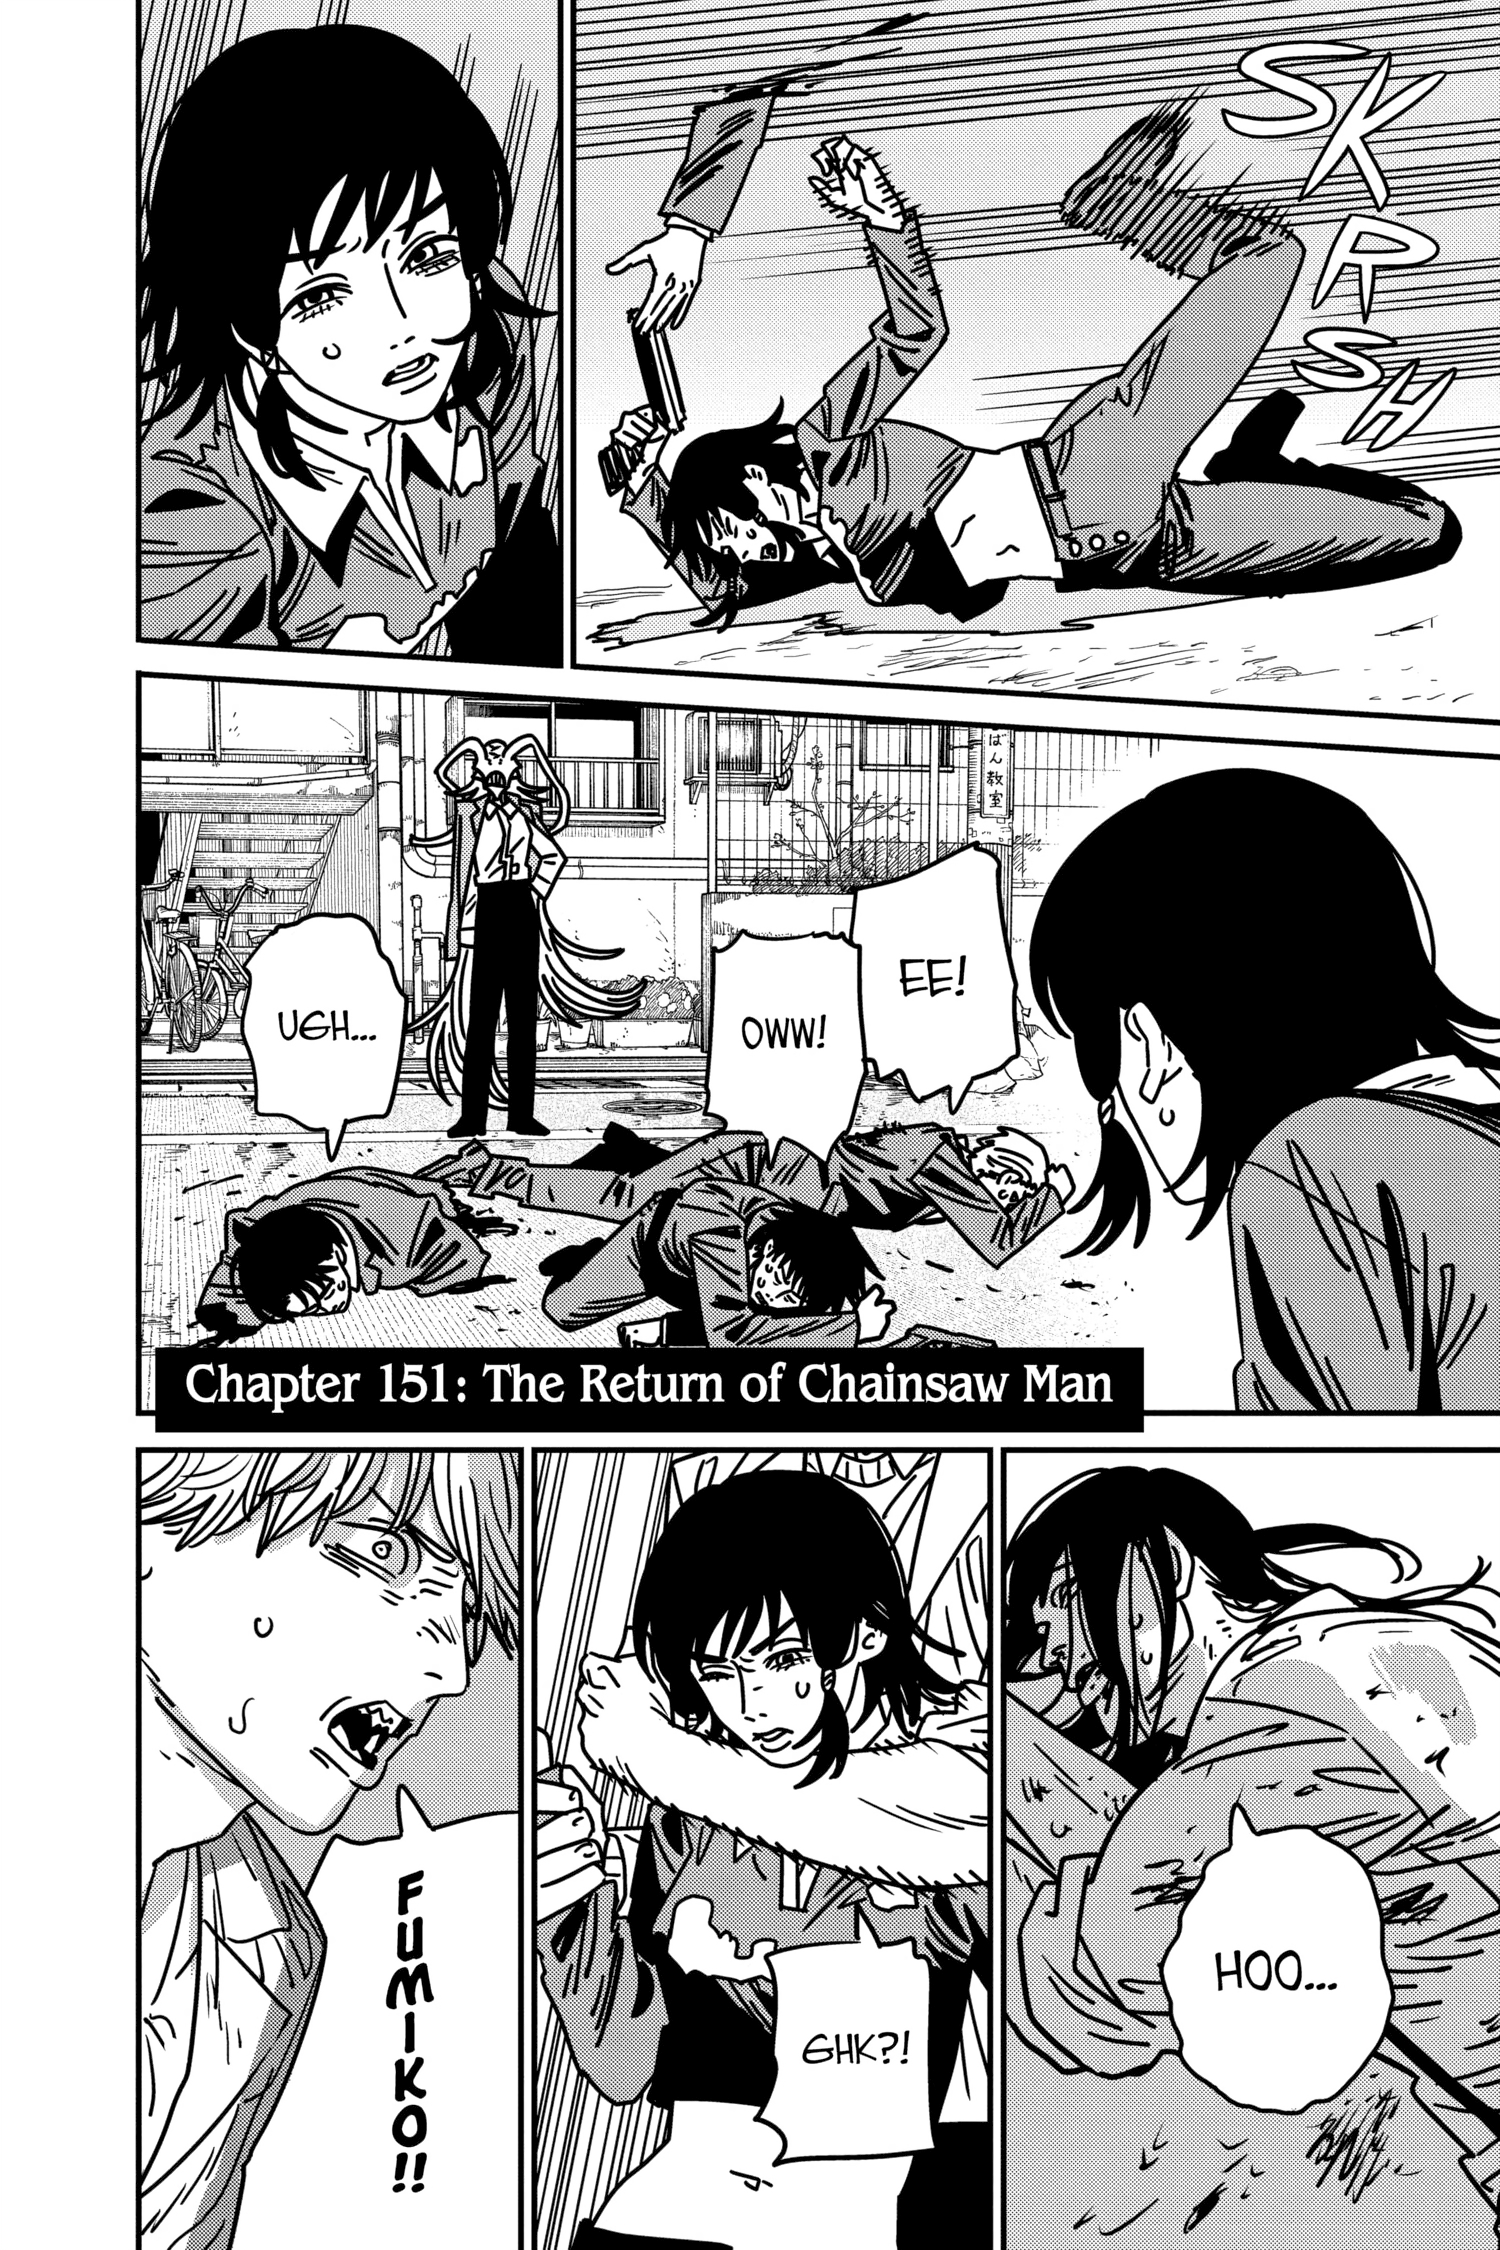 SKRSH
ばん教室
EE!
OWW!
UGH...
Chapter 151: The Return of Chainsaw Man
HOO...
GHK?!
FUMIKO!!